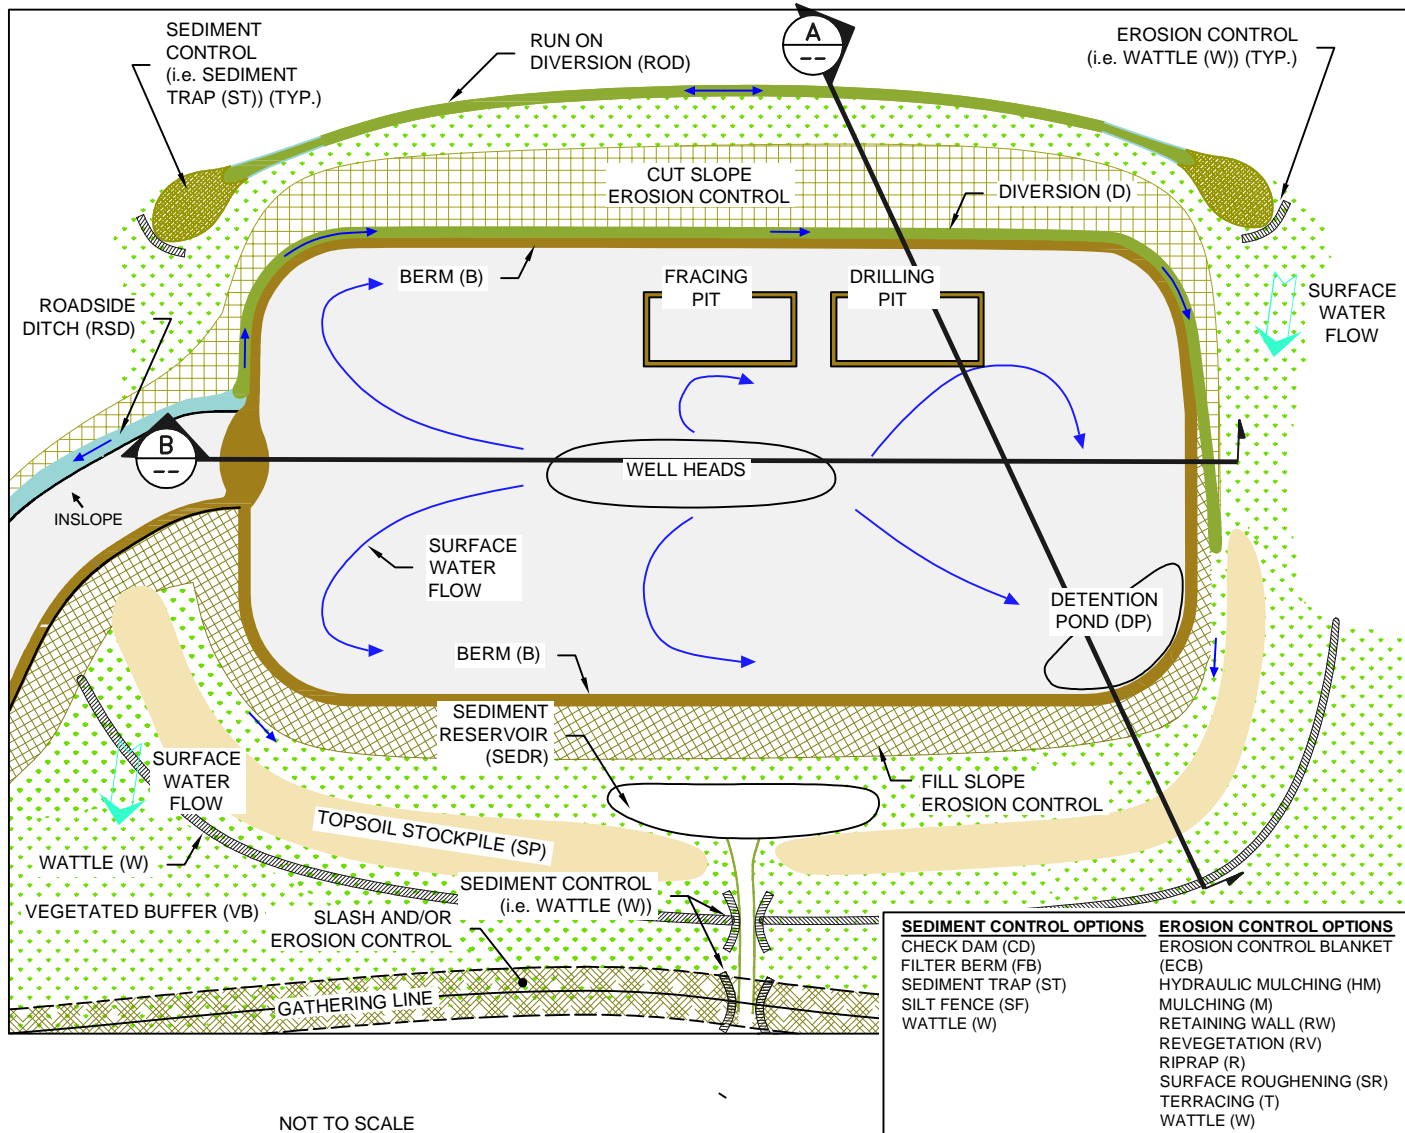 SEDIMENT
CONTROL
(i.e. SEDIMENT
TRAP (ST)) (TYP.)
RUN ON
DIVERSION (ROD)
A
--
EROSION CONTROL
(i.e. WATTLE (W)) (TYP.)
CUT SLOPE
EROSION CONTROL
DIVERSION (D)
BERM (B)
FRACING
PIT
DRILLING
PIT
ROADSIDE
DITCH (RSD)
SURFACE
WATER
FLOW
B
--
WELL HEADS
INSLOPE
SURFACE
WATER
FLOW
DETENTION
POND (DP)
BERM (B)
SEDIMENT
RESERVOIR
(SEDR)
SURFACE
WATER
FLOW
FILL SLOPE
EROSION CONTROL
TOPSOIL STOCKPILE (SP)
WATTLE (W)
SEDIMENT CONTROL
(i.e. WATTLE (W))
VEGETATED BUFFER (VB)
SLASH AND/OR
EROSION CONTROL
GATHERING LINE
SEDIMENT CONTROL OPTIONS
CHECK DAM (CD)
FILTER BERM (FB)
SEDIMENT TRAP (ST)
SILT FENCE (SF)
WATTLE (W)
EROSION CONTROL OPTIONS
EROSION CONTROL BLANKET
(ECB)
HYDRAULIC MULCHING (HM)
MULCHING (M)
RETAINING WALL (RW)
REVEGETATION (RV)
RIPRAP (R)
SURFACE ROUGHENING (SR)
TERRACING (T)
WATTLE (W)
NOT TO SCALE